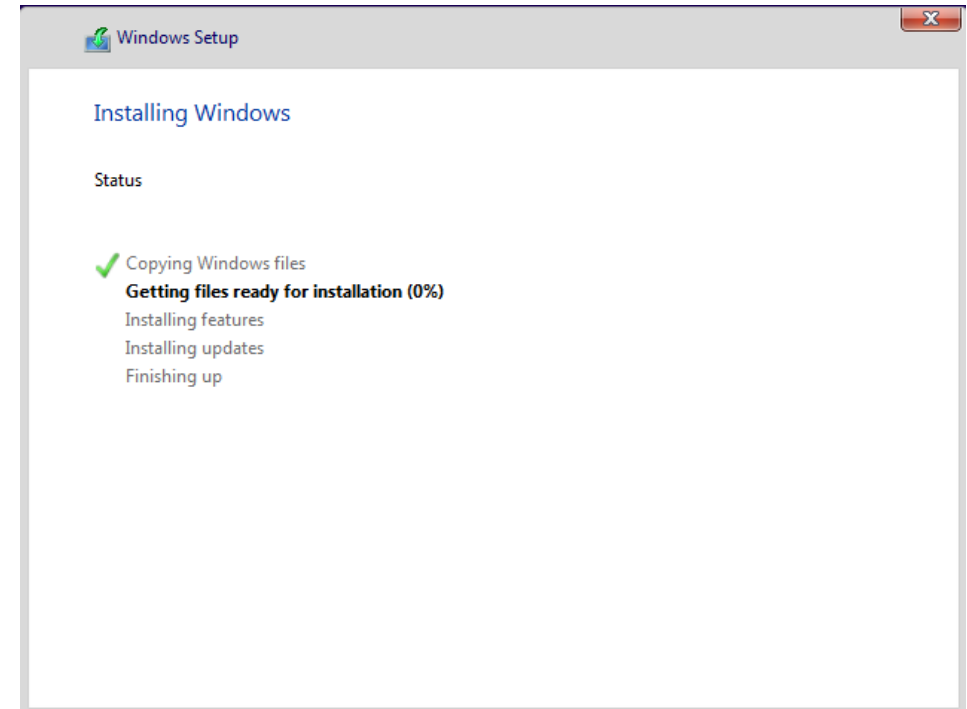 Windows Setup
Installing Windows
Status
Copying Windows files
Getting files ready for installation (0%)
Installing features
Installing updates
Finishing up